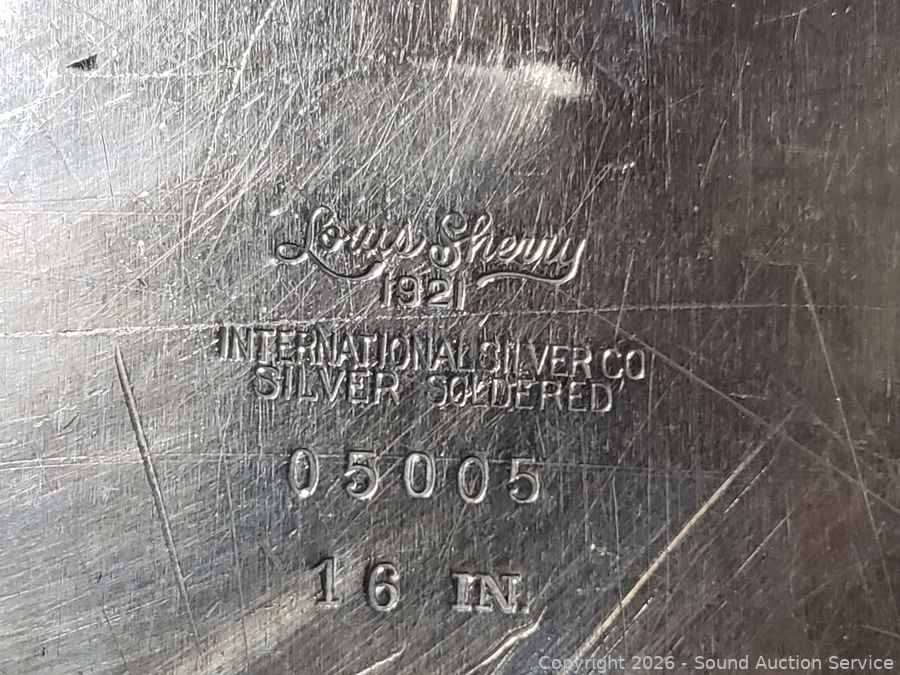 Louis Sherry
1921
INTERNATIONAL SILVER CO
SILVER SOLDERED
05005
16 IN.
Copyright 2026 - Sound Auction Service